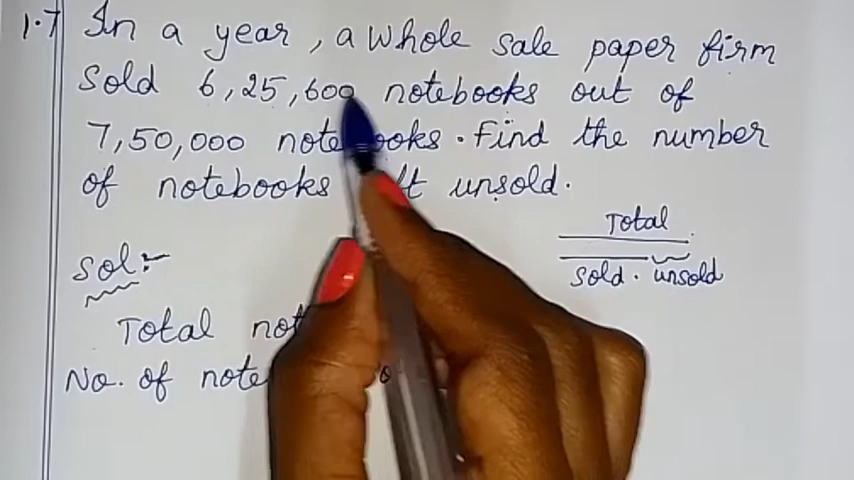 1.7 In a year, a whole sale paper firm
sold 6,25,600 notebooks out of
7,50,000 notebooks. Find the number
of notebooks unsold.
Total
sold. unsold
Sol:-
Total
No. of